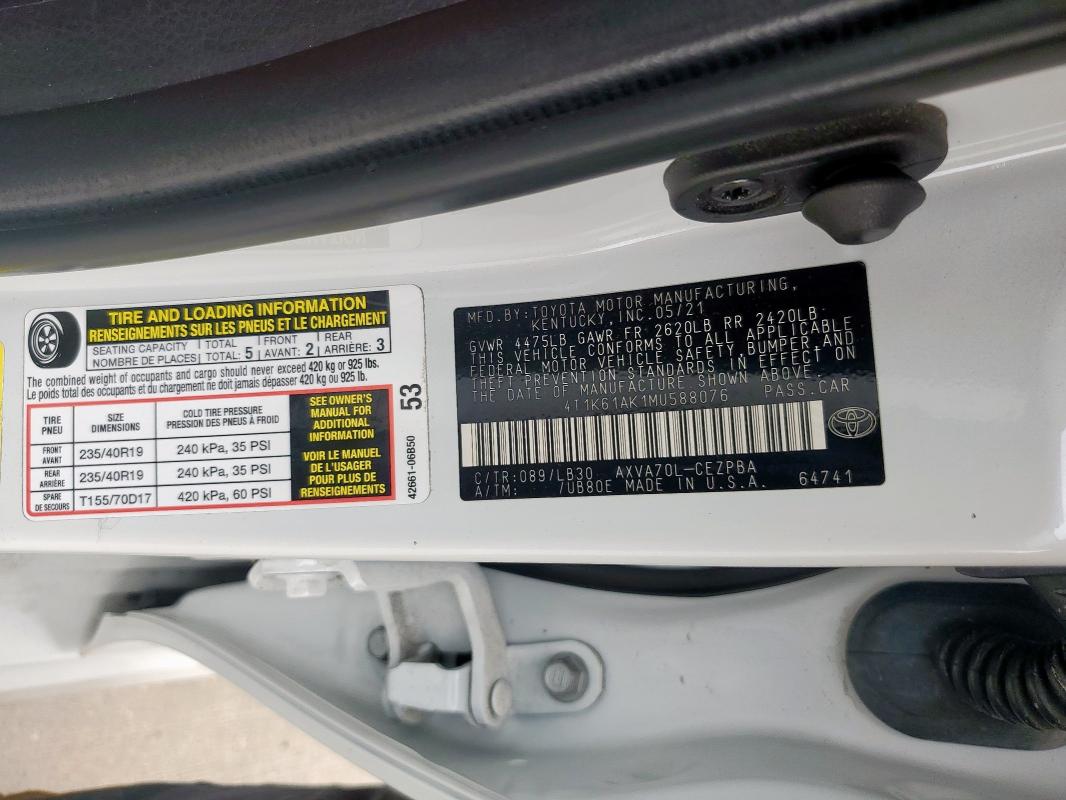 TIRE AND LOADING INFORMATION
RENSEIGNEMENTS SUR LES PNEUS ET LE CHARGEMENT
SEATING CAPACITY TOTAL FRONT REAR
NOMBRE DE PLACES TOTAL: 5 AVANT: 2 ARRIÈRE: 3
The combined weight of occupants and cargo should never exceed 420 kg or 925 lbs.
Le poids total des occupants et du chargement ne doit jamais dépasser 420 kg ou 925 lb.
TIRE PNEU
SIZE DIMENSIONS
COLD TIRE PRESSURE
PRESSION DES PNEUS À FROID
FRONT AVANT 235/40R19 240 kPa, 35 PSI
REAR ARRIÈRE 235/40R19 240 kPa, 35 PSI
SPARE DE SECOURS T155/70D17 420 kPa, 60 PSI
SEE OWNER'S
MANUAL FOR
ADDITIONAL
INFORMATION
VOIR LE MANUEL
DE L'USAGER
POUR PLUS DE
RENSEIGNEMENTS
42661-06B50
53
MFD.BY:TOYOTA MOTOR MANUFACTURING,
KENTUCKY, INC.05/21
GVWR 4475LB GAWR FR 2620LB RR 2420LB
THIS VEHICLE CONFORMS TO ALL APPLICABLE
FEDERAL MOTOR VEHICLE SAFETY, BUMPER AND
THEFT PREVENTION STANDARDS IN EFFECT ON
THE DATE OF MANUFACTURE SHOWN ABOVE.
4T1K61AK1MU588076 PASS.CAR
C/TR:089/LB30 AXVA70L-CEZPBA
A/TM: /UB80E MADE IN U.S.A. 64741